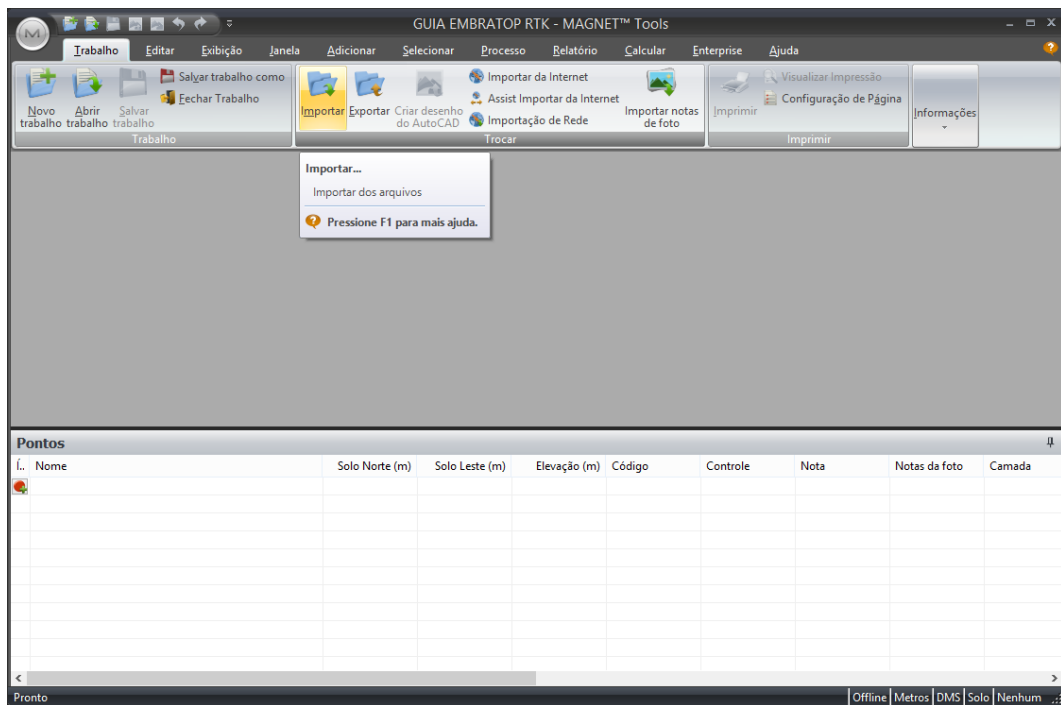 GUIA EMBRATOP RTK - MAGNET™ Tools
Trabalho Editar Exibição Janela Adicionar Selecionar Processo Relatório Calcular Enterprise Ajuda
Novo trabalho
Abrir trabalho
Salvar trabalho
Salvar trabalho como
Fechar Trabalho
Trabalho
Importar
Exportar
Criar desenho
do AutoCAD
Importar da Internet
Assist Importar da Internet
Importação de Rede
Importar notas
de foto
Trocar
Imprimir
Visualizar Impressão
Configuração de Página
Imprimir
Informações
Importar...
Importar dos arquivos
Pressione F1 para mais ajuda.
Pontos
Í.. Nome Solo Norte (m) Solo Leste (m) Elevação (m) Código Controle Nota Notas da foto Camada
Pronto Offline Metros DMS Solo Nenhum